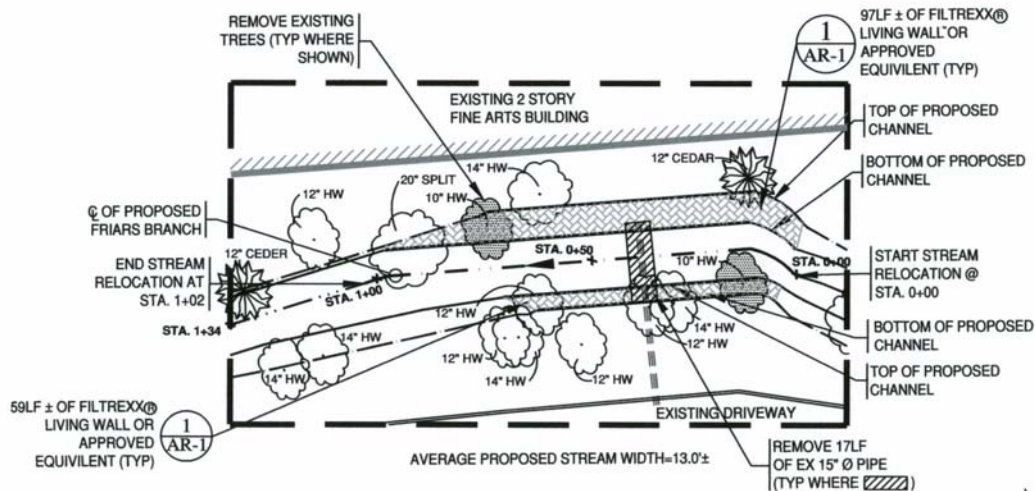 REMOVE EXISTING
TREES (TYP WHERE
SHOWN)
1
AR-1
97LF ± OF FILTREXX®
LIVING WALL OR
APPROVED
EQUIVILENT (TYP)
EXISTING 2 STORY
FINE ARTS BUILDING
TOP OF PROPOSED
CHANNEL
12" CEDAR
14" HW
20" SPLIT
10" HW
12" HW
BOTTOM OF PROPOSED
CHANNEL
℄ OF PROPOSED
FRIARS BRANCH
12" CEDER
END STREAM
RELOCATION AT
STA. 1+02
STA. 1+00
STA. 0+50
STA. 0+00
10" HW
START STREAM
RELOCATION @
STA. 0+00
STA. 1+34
12" HW
14" HW
14" HW
12" HW
14" HW
12" HW
14" HW
12" HW
BOTTOM OF PROPOSED
CHANNEL
TOP OF PROPOSED
CHANNEL
59LF ± OF FILTREXX®
LIVING WALL OR
APPROVED
EQUIVILENT (TYP)
1
AR-1
EXISTING DRIVEWAY
AVERAGE PROPOSED STREAM WIDTH=13.0'±
REMOVE 17LF
OF EX 15" Ø PIPE
(TYP WHERE )